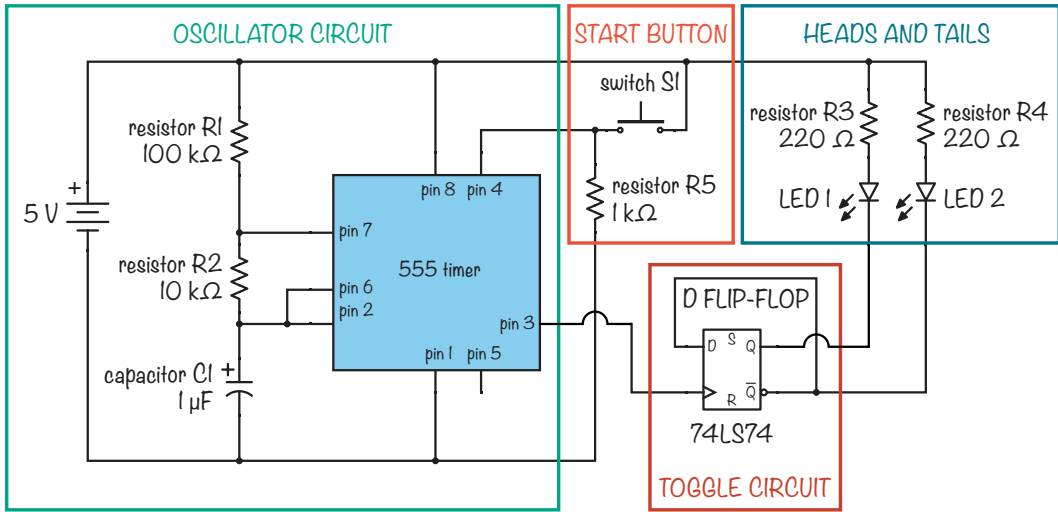 OSCILLATOR CIRCUIT
START BUTTON
HEADS AND TAILS
switch S1
resistor R1
100 kΩ
resistor R3
220 Ω
resistor R4
220 Ω
+
5 V
pin 8
pin 4
resistor R5
1 kΩ
LED 1
LED 2
pin 7
resistor R2
10 kΩ
555 timer
pin 6
pin 2
pin 3
pin 1
pin 5
capacitor C1
1 µF
+
D FLIP-FLOP
D
S
Q
R
Q̅
74LS74
TOGGLE CIRCUIT